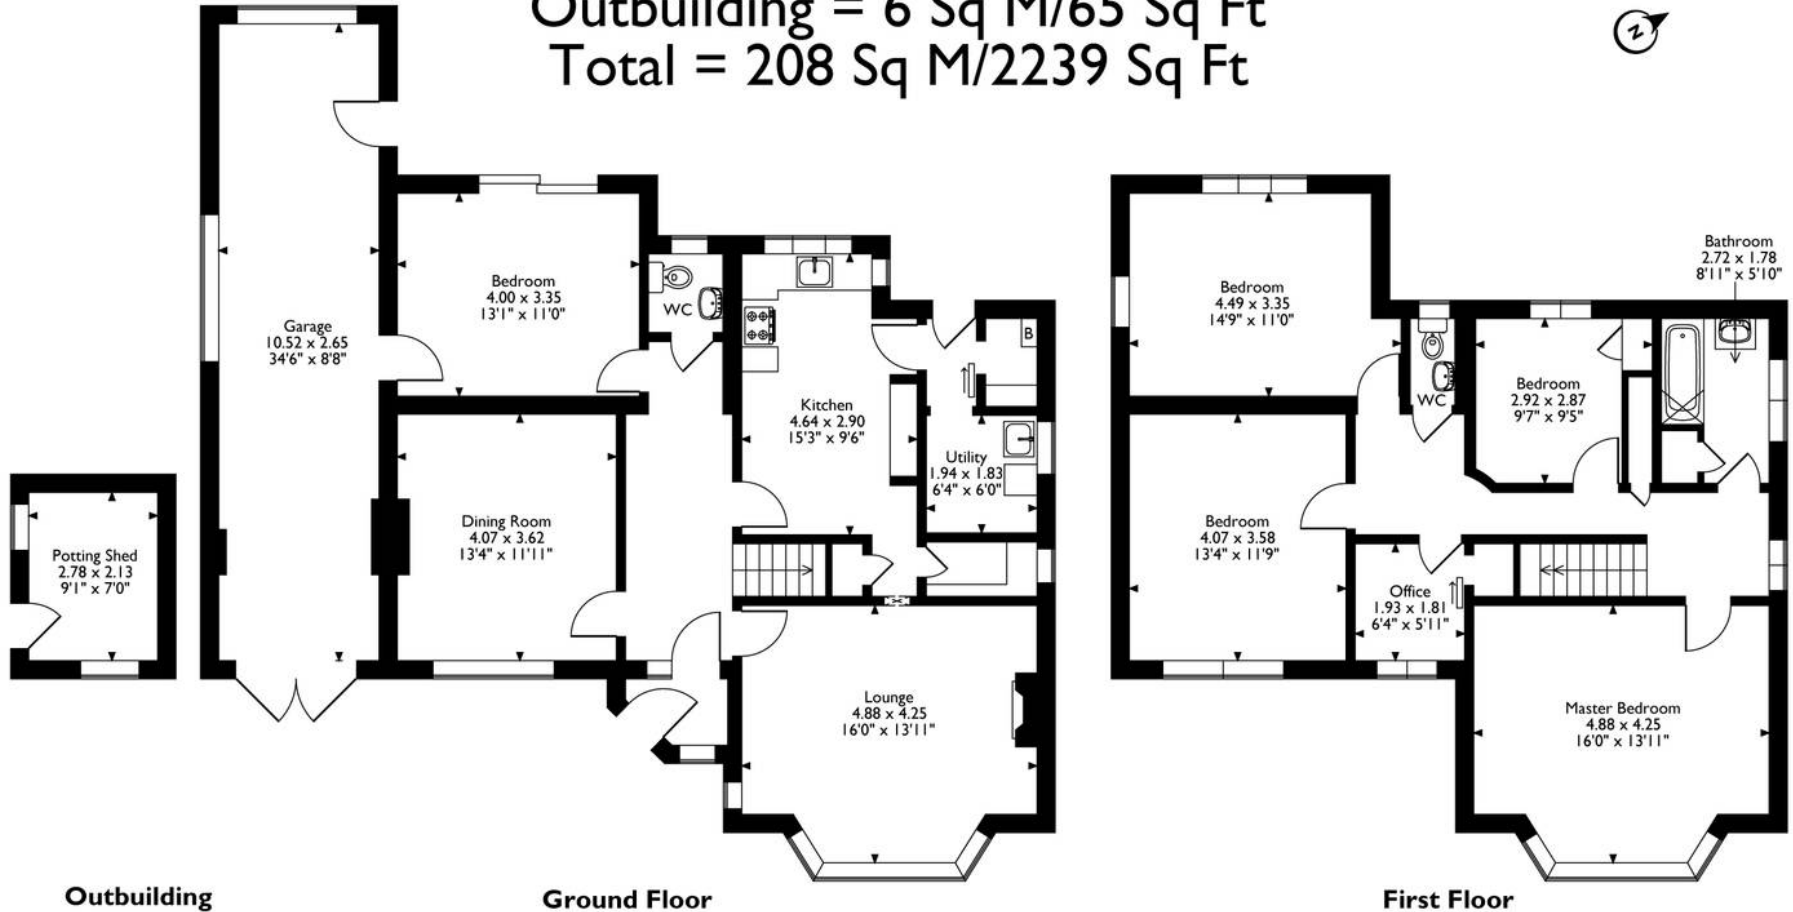 Outbuilding = 6 Sq M/65 Sq Ft
Total = 208 Sq M/2239 Sq Ft
N
Garage
10.52 x 2.65
34'6" x 8'8"
Bedroom
4.00 x 3.35
13'1" x 11'0"
WC
Kitchen
4.64 x 2.90
15'3" x 9'6"
B
Utility
1.94 x 1.83
6'4" x 6'0"
Dining Room
4.07 x 3.62
13'4" x 11'11"
Potting Shed
2.78 x 2.13
9'1" x 7'0"
Lounge
4.88 x 4.25
16'0" x 13'11"
Bedroom
4.49 x 3.35
14'9" x 11'0"
WC
Bedroom
2.92 x 2.87
9'7" x 9'5"
Bathroom
2.72 x 1.78
8'11" x 5'10"
Bedroom
4.07 x 3.58
13'4" x 11'9"
Office
1.93 x 1.81
6'4" x 5'11"
Master Bedroom
4.88 x 4.25
16'0" x 13'11"
Outbuilding
Ground Floor
First Floor